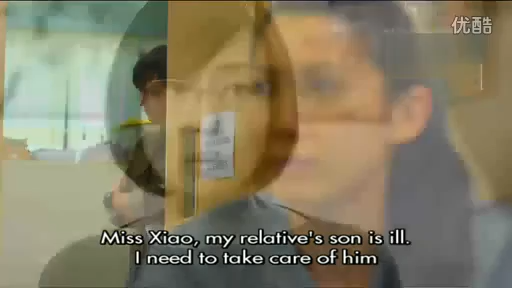 优酷
Miss Xiao, my relative's son is ill.
I need to take care of him